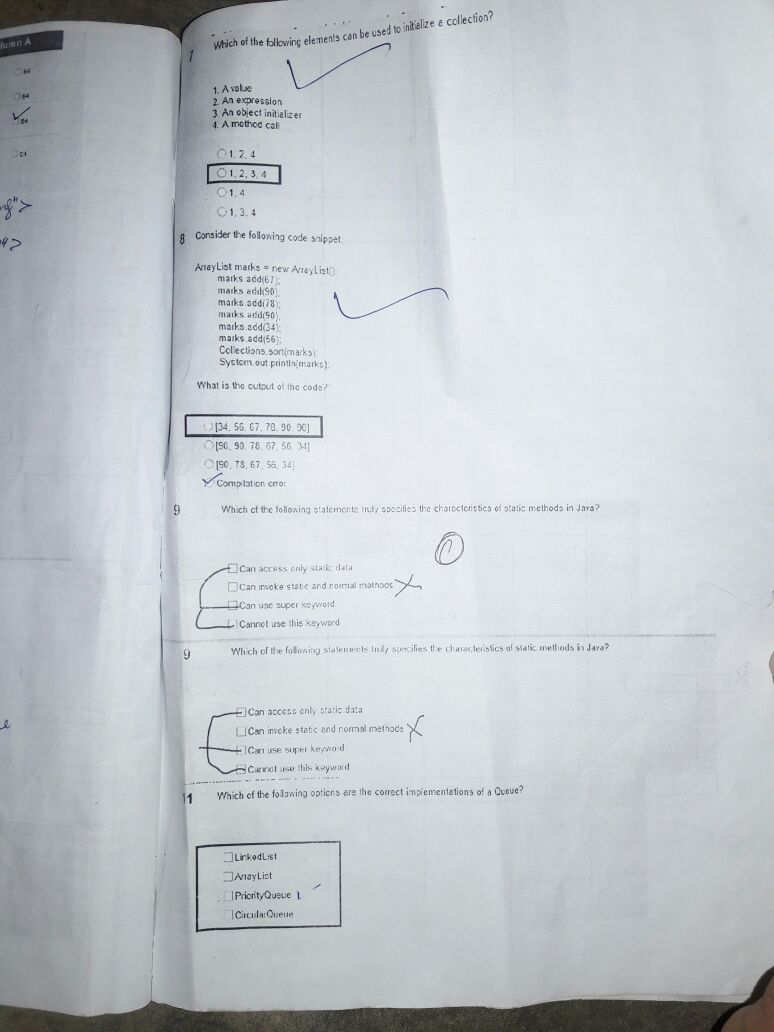 umn A
B4
B4
B4
D4
ng">
7 Which of the following elements can be used to initialize a collection?
1. A value
2. An expression
3. An object initializer
4. A method call
1, 2, 4
1, 2, 3, 4
1, 4
1, 3, 4
8 Consider the following code snippet:
ArrayList marks = new ArrayList();
marks.add(67);
marks.add(90);
marks.add(78);
marks.add(90);
marks.add(34);
marks.add(56);
Collections.sort(marks);
System.out.println(marks);
What is the output of the code?
[34, 56, 67, 78, 90, 90]
[90, 90, 78, 67, 56, 34]
[90, 78, 67, 56, 34]
Compilation error
9 Which of the following statements truly specifies the characteristics of static methods in Java?
Can access only static data
Can invoke static and normal methods
Can use super keyword
Cannot use this keyword
9 Which of the following statements truly specifies the characteristics of static methods in Java?
Can access only static data
Can invoke static and normal methods
Can use super keyword
Cannot use this keyword
11 Which of the following options are the correct implementations of a Queue?
LinkedList
ArrayList
PriorityQueue
CircularQueue